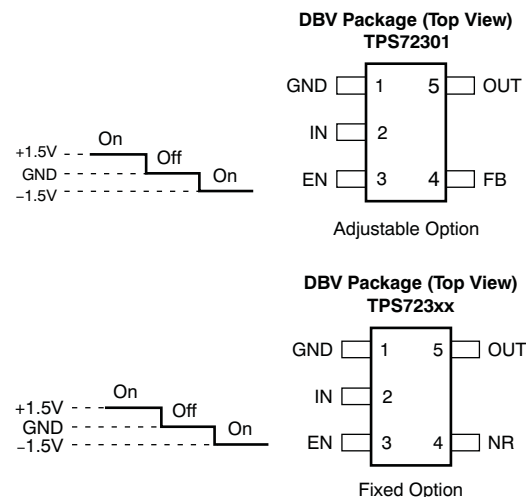 DBV Package (Top View)
TPS72301
GND 1 5 OUT
IN 2
EN 3 4 FB
Adjustable Option
On
+1.5V
Off
GND
On
−1.5V
DBV Package (Top View)
TPS723xx
GND 1 5 OUT
IN 2
EN 3 4 NR
Fixed Option
On
+1.5V
Off
GND
On
−1.5V